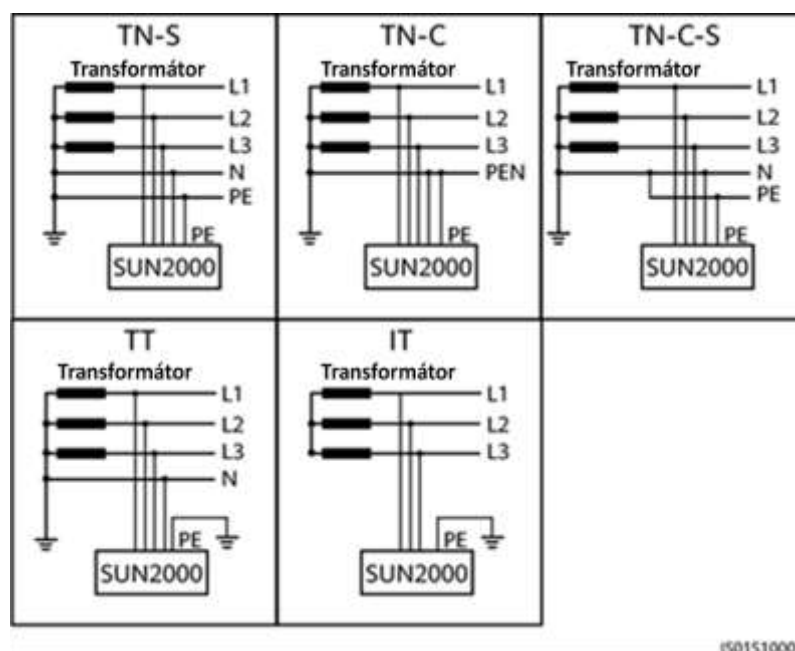 TN-S
Transformátor
L1
L2
L3
N
PE
PE
SUN2000
TN-C
Transformátor
L1
L2
L3
PEN
PE
SUN2000
TN-C-S
Transformátor
L1
L2
L3
N
PE
PE
SUN2000
TT
Transformátor
L1
L2
L3
N
PE
SUN2000
IT
Transformátor
L1
L2
L3
PE
SUN2000